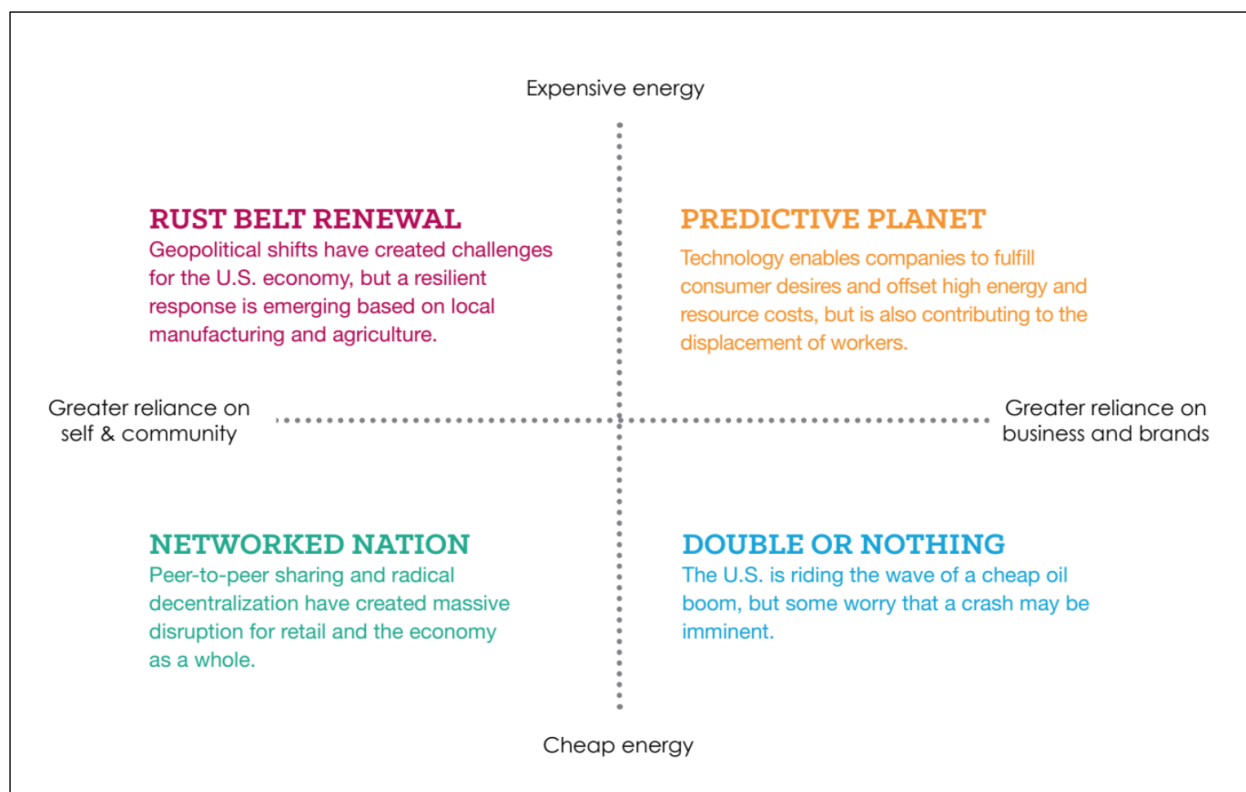 Expensive energy
RUST BELT RENEWAL
Geopolitical shifts have created challenges
for the U.S. economy, but a resilient
response is emerging based on local
manufacturing and agriculture.
PREDICTIVE PLANET
Technology enables companies to fulfill
consumer desires and offset high energy and
resource costs, but is also contributing to the
displacement of workers.
Greater reliance on
self & community
Greater reliance on
business and brands
NETWORKED NATION
Peer-to-peer sharing and radical
decentralization have created massive
disruption for retail and the economy
as a whole.
DOUBLE OR NOTHING
The U.S. is riding the wave of a cheap oil
boom, but some worry that a crash may be
imminent.
Cheap energy